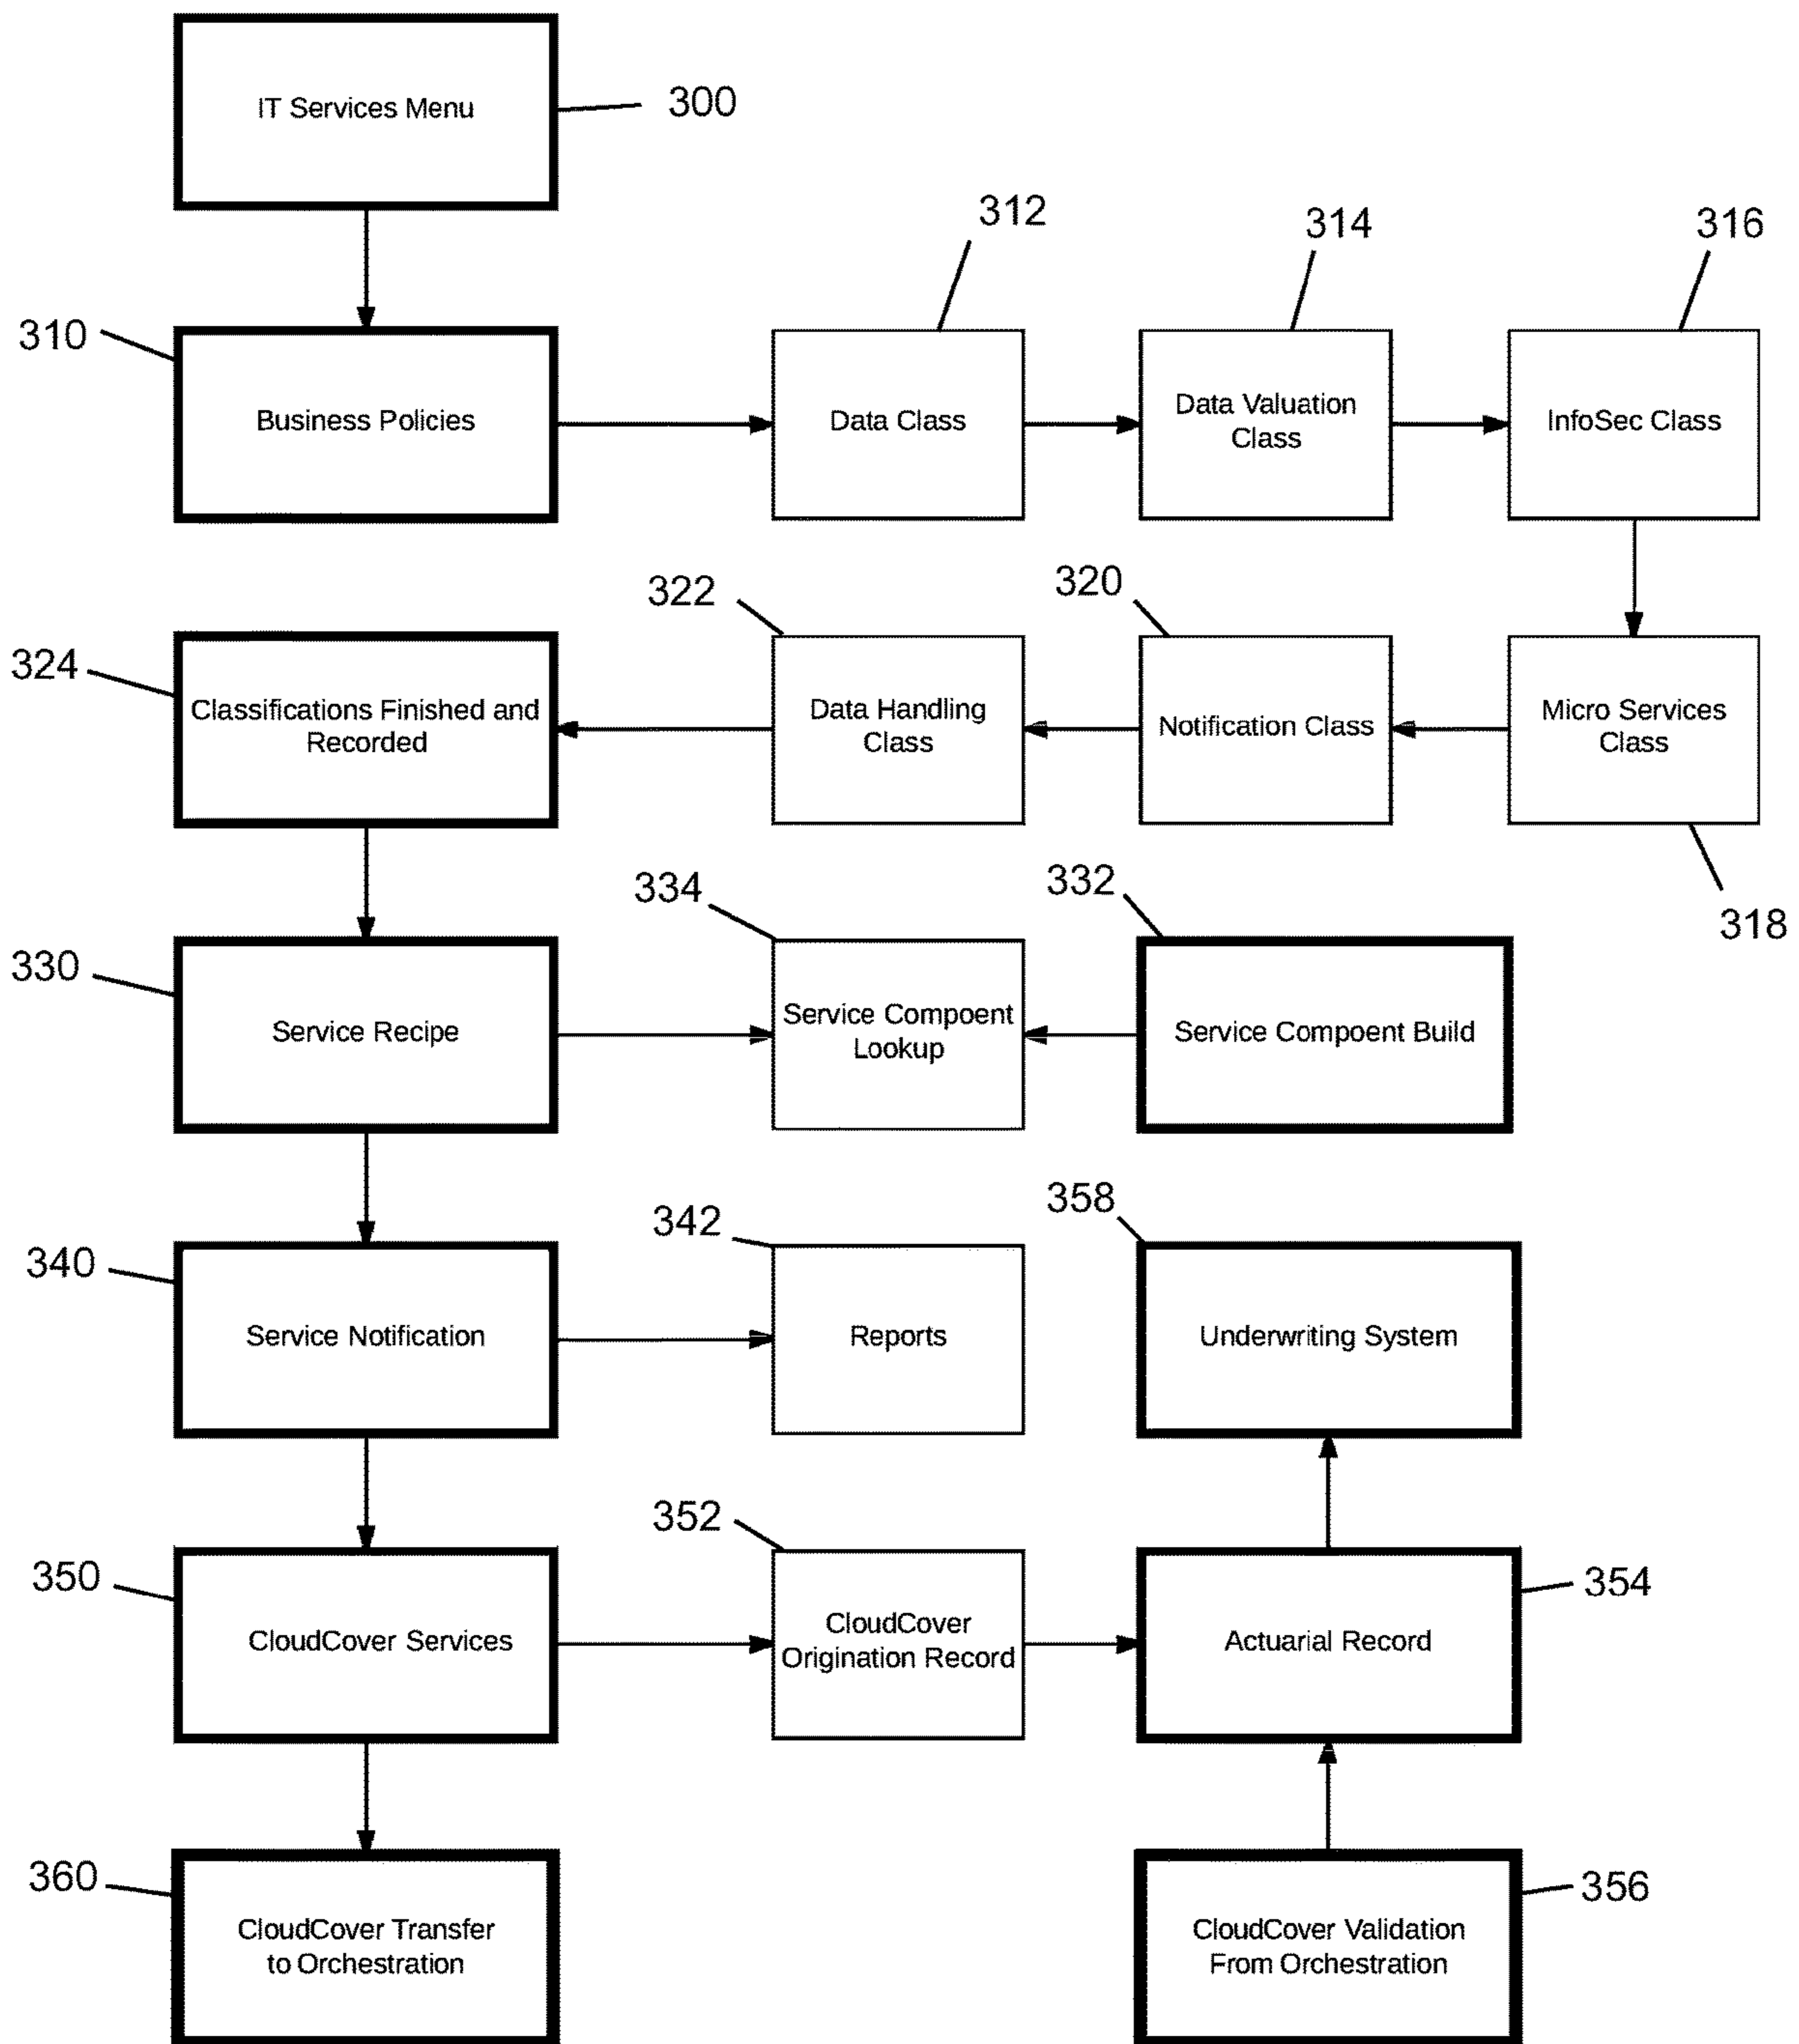 IT Services Menu
300
312
314
316
310
Business Policies
Data Class
Data Valuation
Class
InfoSec Class
322
320
324
Classifications Finished and
Recorded
Data Handling
Class
Notification Class
Micro Services
Class
318
334
332
330
Service Recipe
Service Compoent
Lookup
Service Compoent Build
342
358
340
Service Notification
Reports
Underwriting System
352
350
354
CloudCover Services
CloudCover
Origination Record
Actuarial Record
360
356
CloudCover Transfer
to Orchestration
CloudCover Validation
From Orchestration